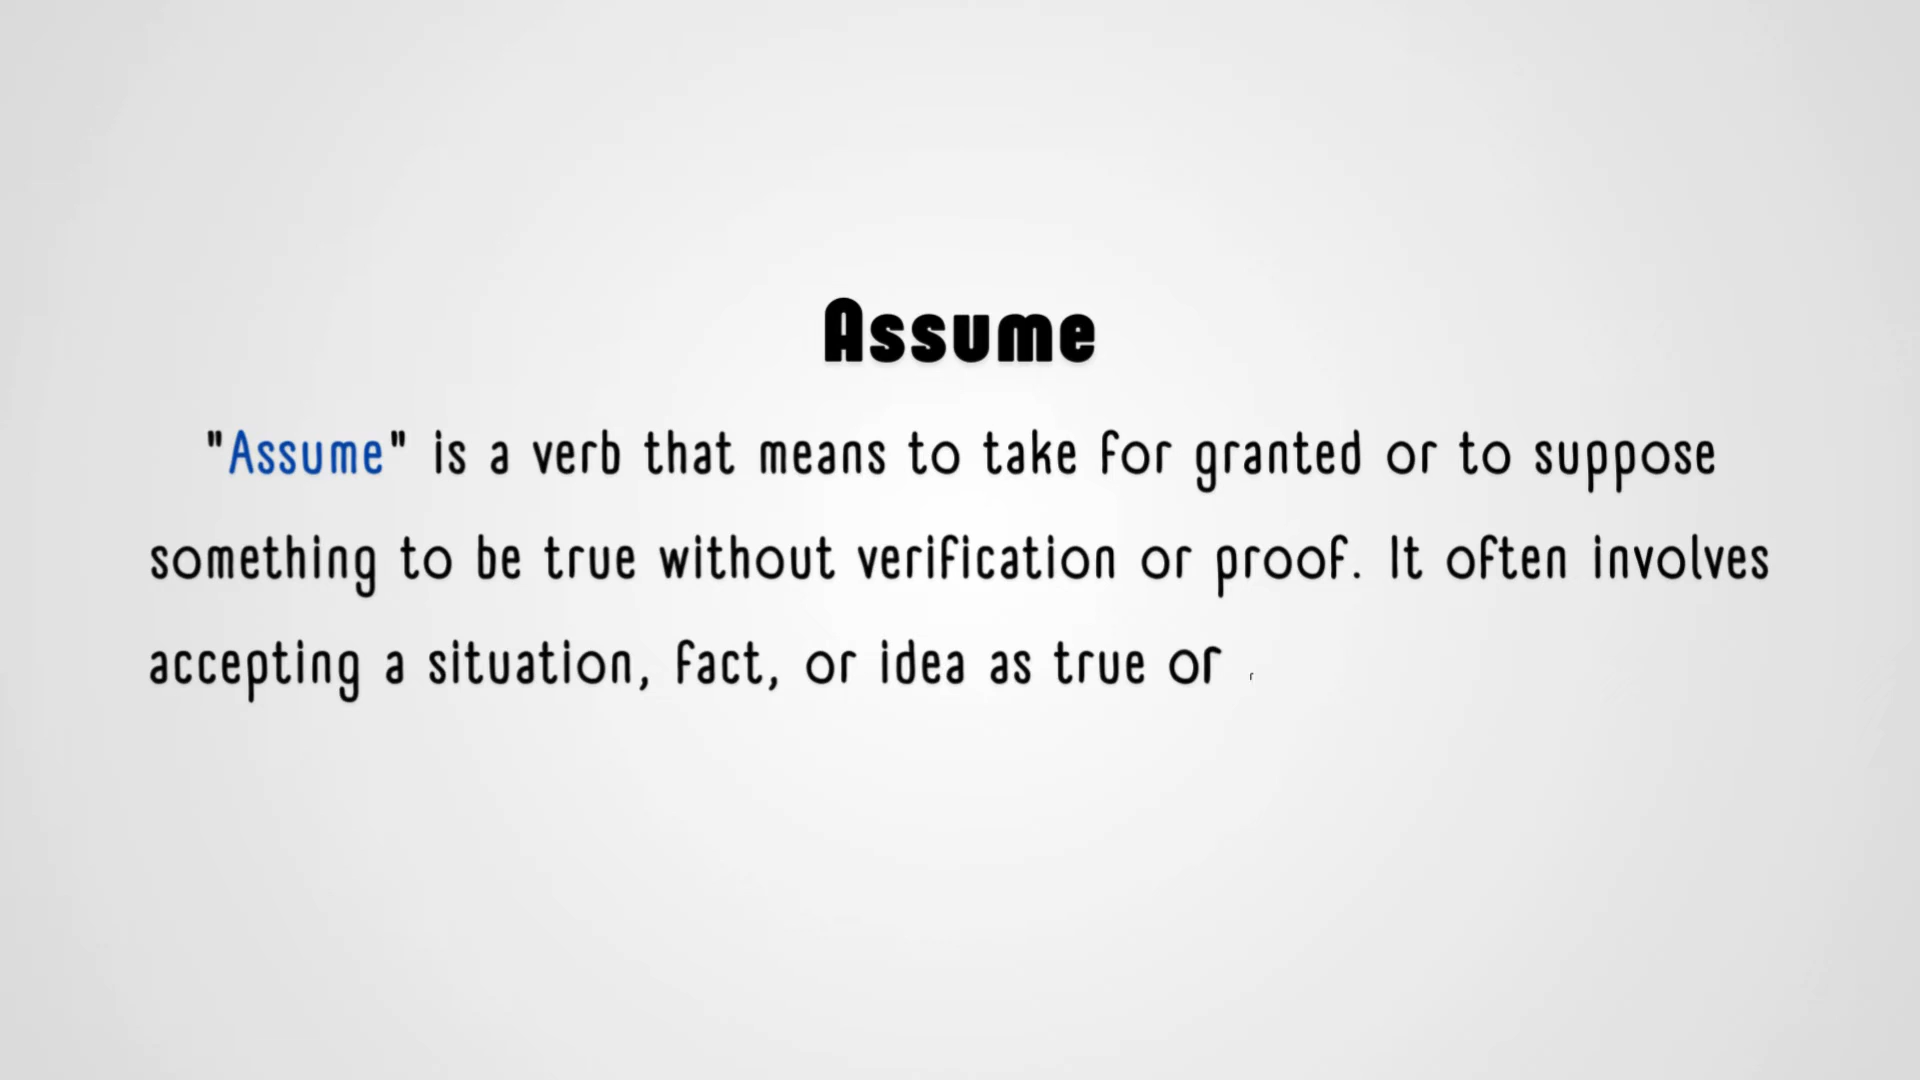 Assume
"Assume" is a verb that means to take for granted or to suppose
something to be true without verification or proof. It often involves
accepting a situation, fact, or idea as true or